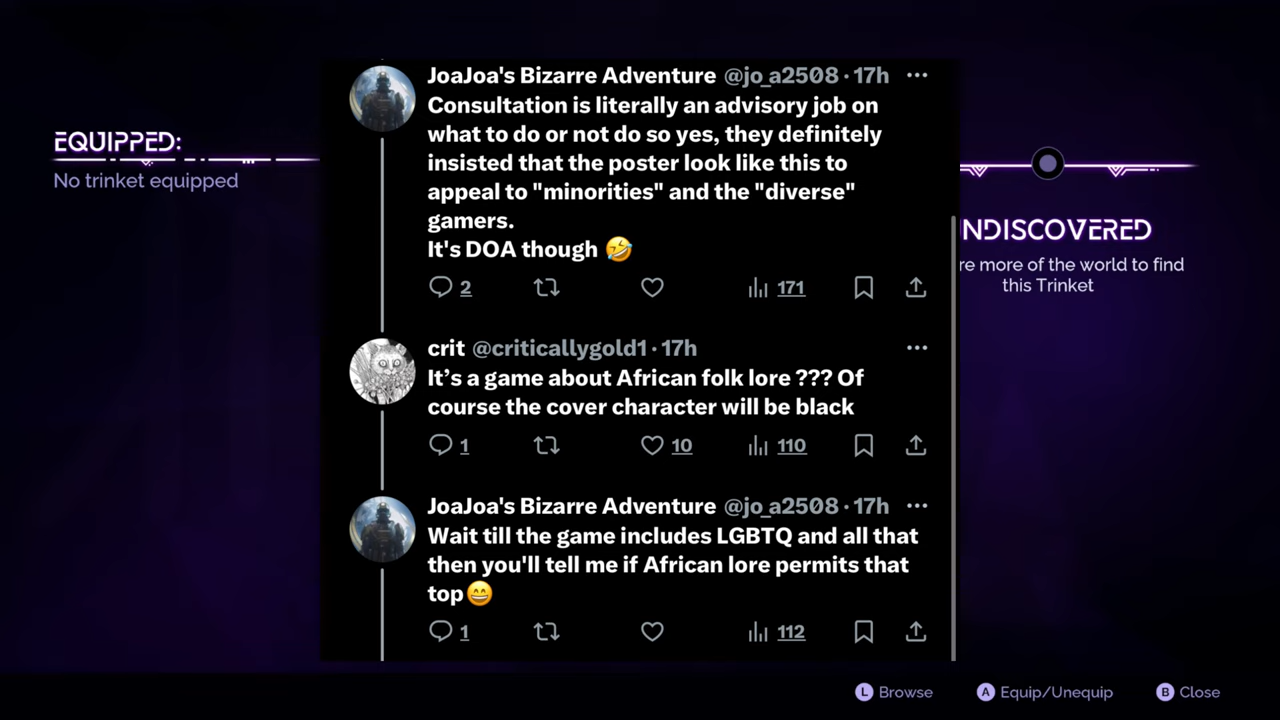 EQUIPPED:
No trinket equipped
JoaJoa's Bizarre Adventure @jo_a2508 · 17h
Consultation is literally an advisory job on
what to do or not do so yes, they definitely
insisted that the poster look like this to
appeal to "minorities" and the "diverse"
gamers.
It's DOA though 🤣
2 171
crit @criticallygold1 · 17h
It’s a game about African folk lore ??? Of
course the cover character will be black
1 10 110
JoaJoa's Bizarre Adventure @jo_a2508 · 17h
Wait till the game includes LGBTQ and all that
then you'll tell me if African lore permits that
top😄
1 112
NDISCOVERED
re more of the world to find
this Trinket
L Browse A Equip/Unequip B Close